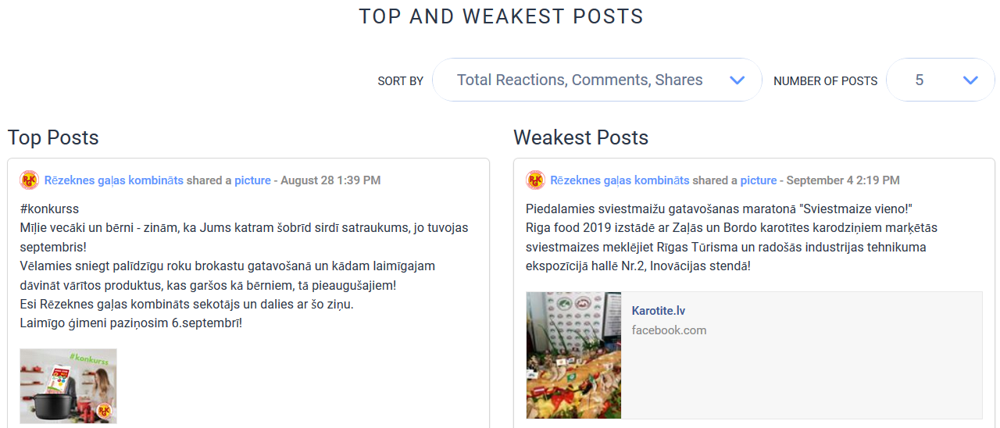 TOP AND WEAKEST POSTS
SORT BY
Total Reactions, Comments, Shares
NUMBER OF POSTS
5
Top Posts
RGK
Rēzeknes gaļas kombināts shared a picture - August 28 1:39 PM
#konkurss
Mīļie vecāki un bērni - zinām, ka Jums katram šobrīd sirdī satraukums, jo tuvojas
septembris!
Vēlamies sniegt palīdzīgu roku brokastu gatavošanā un kādam laimīgajam
dāvināt vārītos produktus, kas garšos kā bērniem, tā pieaugušajiem!
Esi Rēzeknes gaļas kombināts sekotājs un dalies ar šo ziņu.
Laimīgo ģimeni paziņosim 6.septembrī!
#konkurss
RGK
Weakest Posts
RGK
Rēzeknes gaļas kombināts shared a picture - September 4 2:19 PM
Piedalamies sviestmaižu gatavošanas maratonā "Sviestmaize vieno!"
Riga food 2019 izstādē ar Zaļās un Bordo karotītes karodziņiem marķētās
sviestmaizes meklējiet Rīgas Tūrisma un radošās industrijas tehnikuma
ekspozīcijā hallē Nr.2, Inovācijas stendā!
Karotite.lv
facebook.com